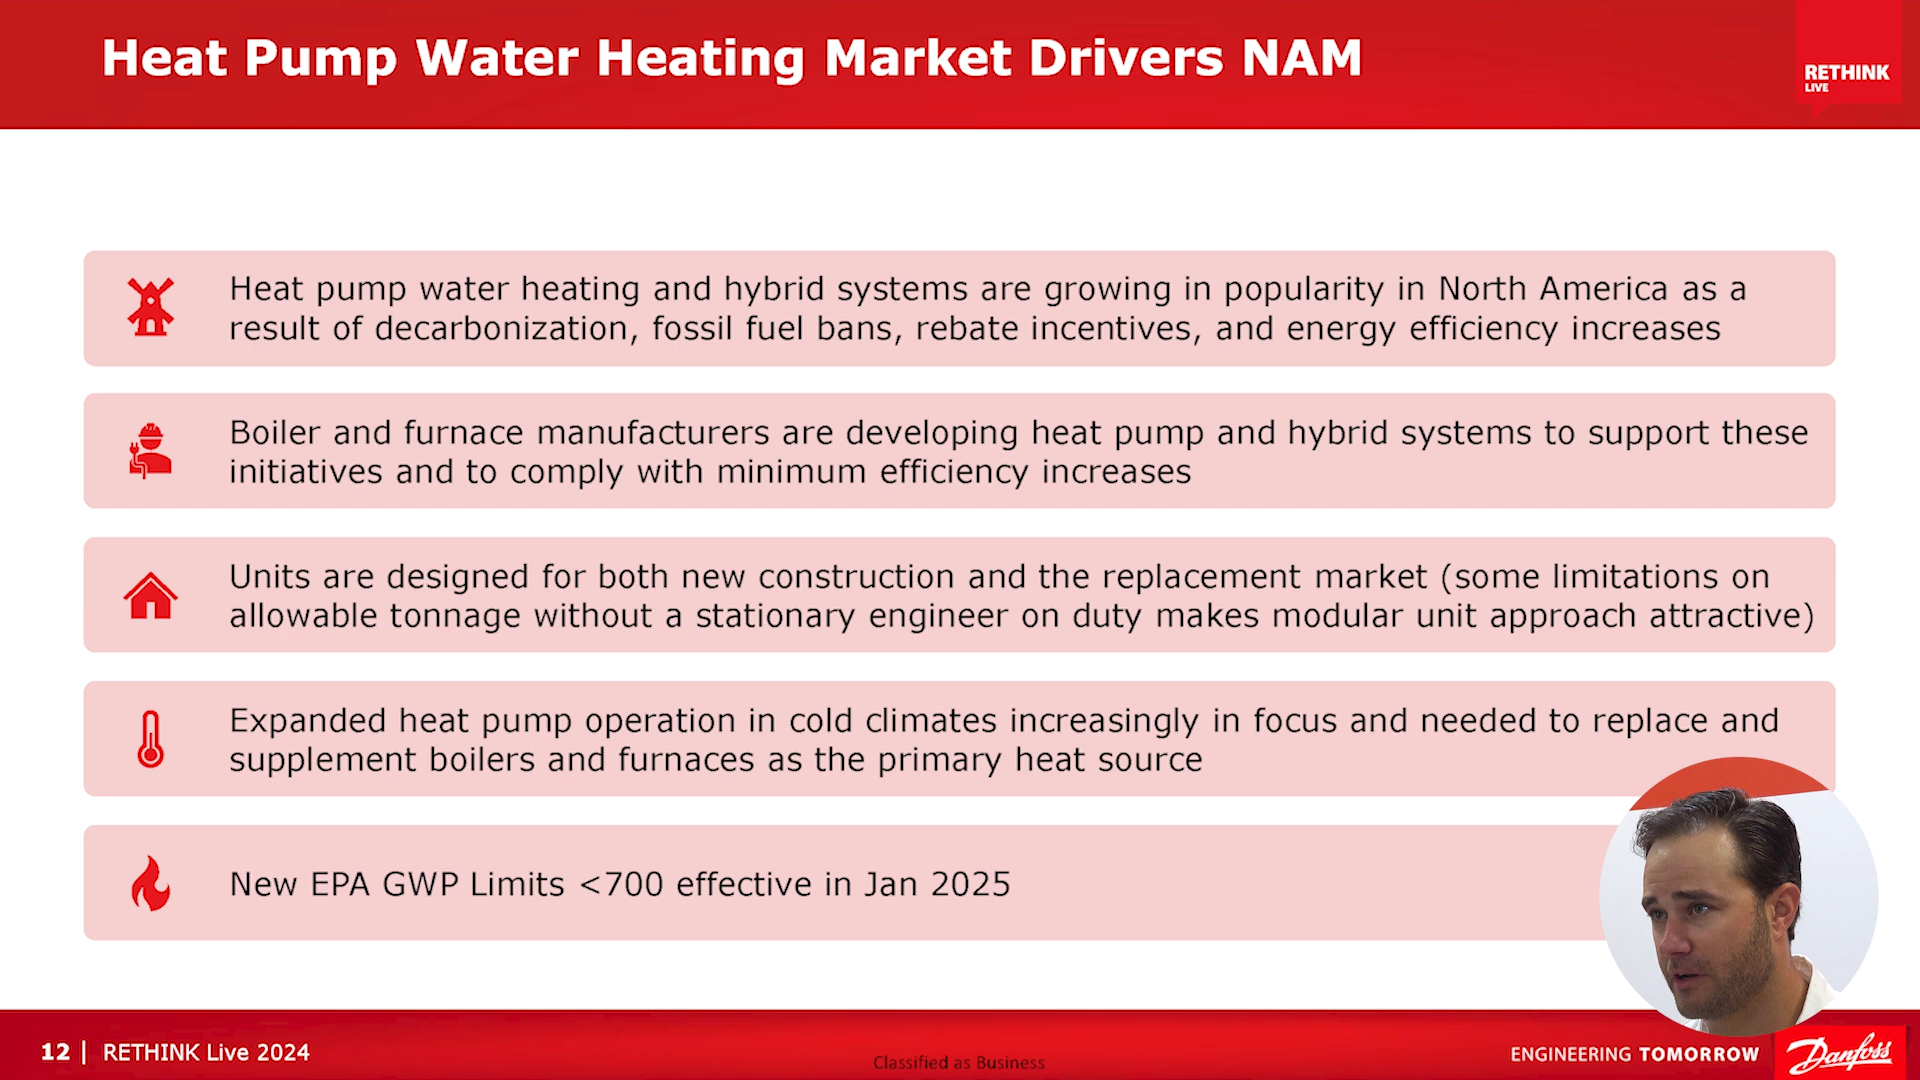 Heat Pump Water Heating Market Drivers NAM
RETHINK
LIVE
Heat pump water heating and hybrid systems are growing in popularity in North America as a
result of decarbonization, fossil fuel bans, rebate incentives, and energy efficiency increases
Boiler and furnace manufacturers are developing heat pump and hybrid systems to support these
initiatives and to comply with minimum efficiency increases
Units are designed for both new construction and the replacement market (some limitations on
allowable tonnage without a stationary engineer on duty makes modular unit approach attractive)
Expanded heat pump operation in cold climates increasingly in focus and needed to replace and
supplement boilers and furnaces as the primary heat source
New EPA GWP Limits <700 effective in Jan 2025
12 | RETHINK Live 2024
Classified as Business
ENGINEERING TOMORROW
Danfoss